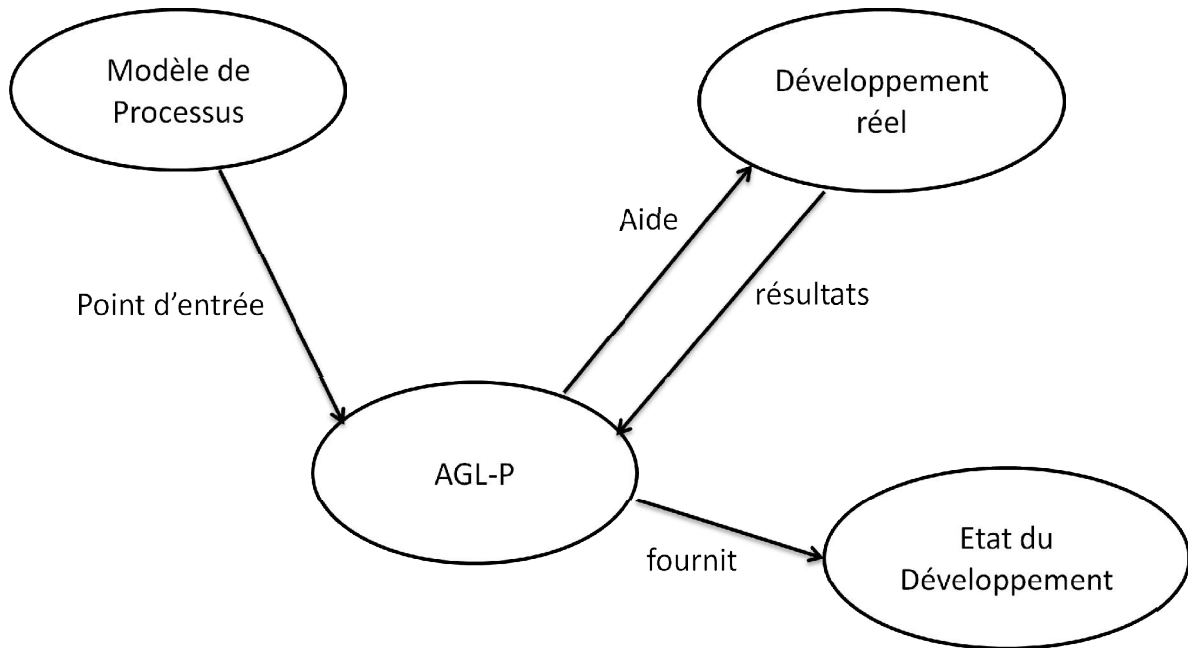 Modèle de
Processus
Développement
réel
Aide
résultats
Point d'entrée
AGL-P
fournit
Etat du
Développement